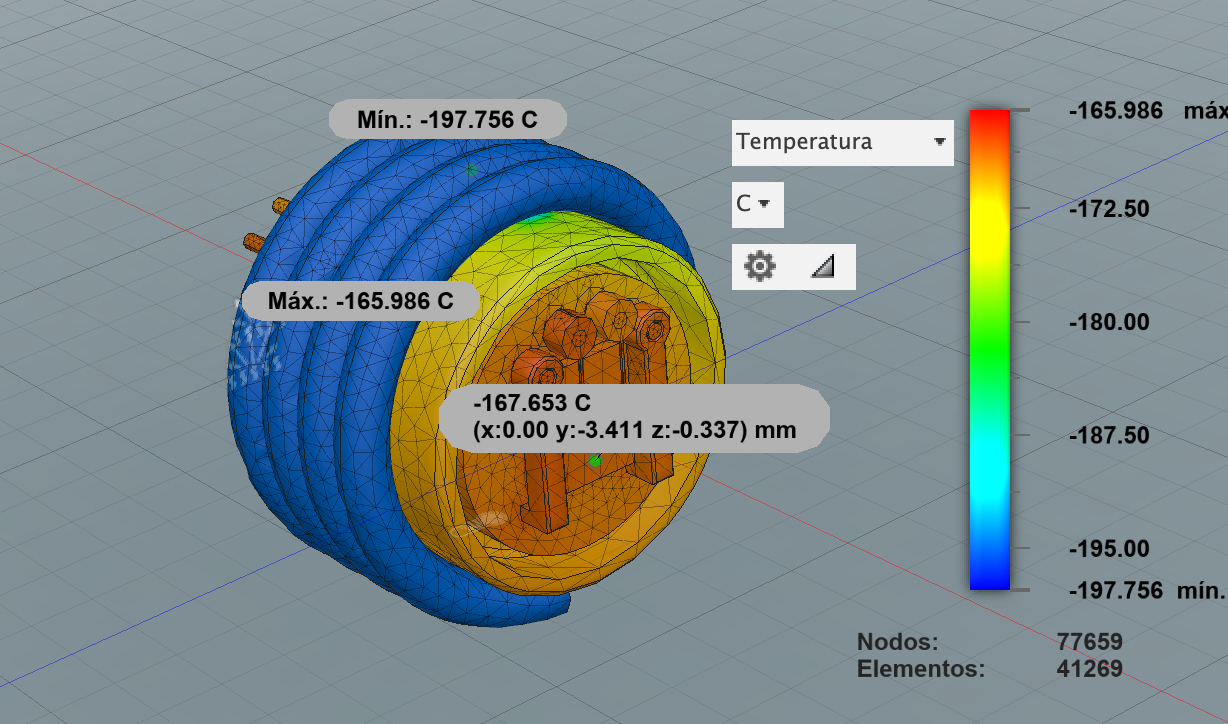 Mín.: -197.756 C
Temperatura
C
Máx.: -165.986 C
-167.653 C
(x:0.00 y:-3.411 z:-0.337) mm
-165.986 máx
-172.50
-180.00
-187.50
-195.00
-197.756 mín.
Nodos: 77659
Elementos: 41269